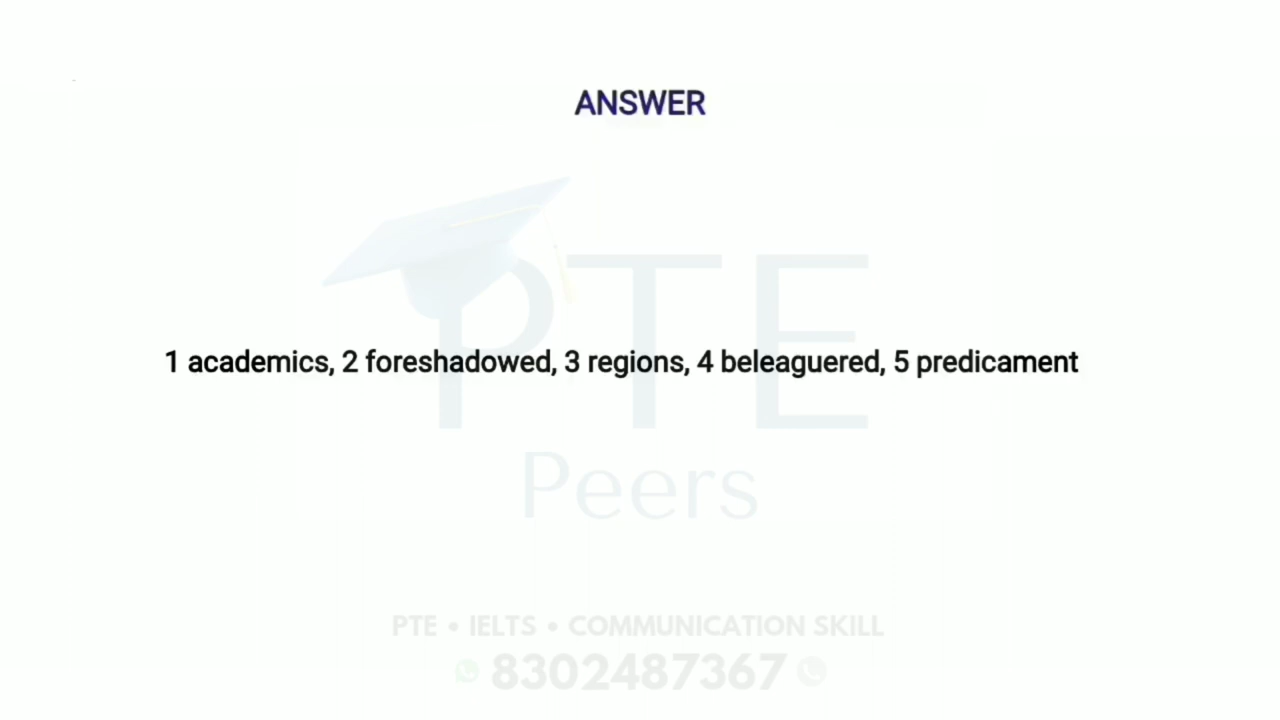 ANSWER
PTE
1 academics, 2 foreshadowed, 3 regions, 4 beleaguered, 5 predicament
Peers
PTE • IELTS • COMMUNICATION SKILL
8302487367